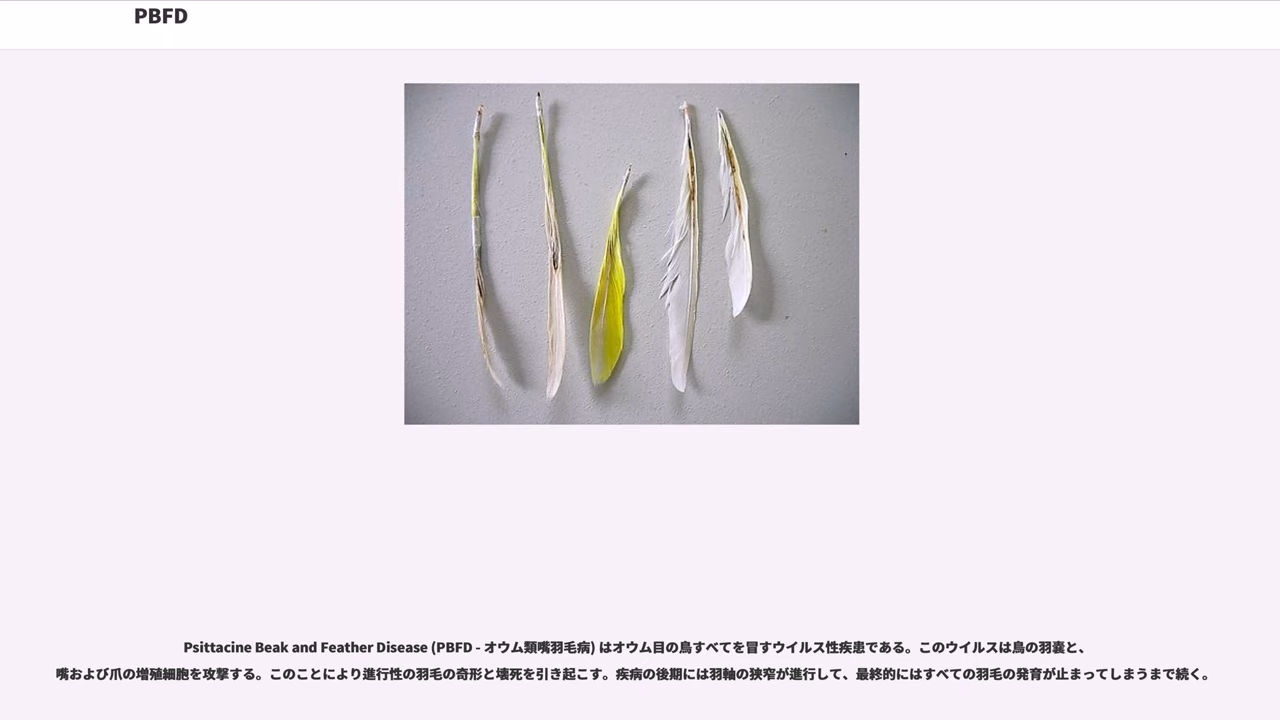 PBFD
Psittacine Beak and Feather Disease (PBFD - オウム類嘴羽毛病) はオウム目の鳥すべてを冒すウイルス性疾患である。このウイルスは鳥の羽嚢と、
嘴および爪の増殖細胞を攻撃する。このことにより進行性の羽毛の奇形と壊死を引き起こす。疾病の後期には羽軸の狭窄が進行して、最終的にはすべての羽毛の発育が止まってしまうまで続く。